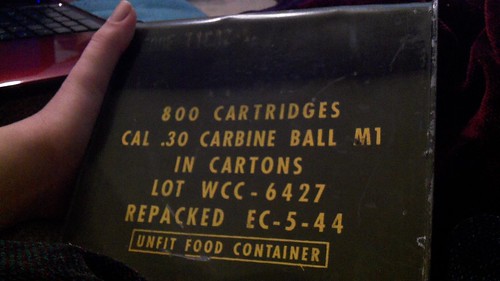 800 CARTRIDGES
CAL .30 CARBINE BALL M1
IN CARTONS
LOT WCC-6427
REPACKED EC-5-44
UNFIT FOOD CONTAINER